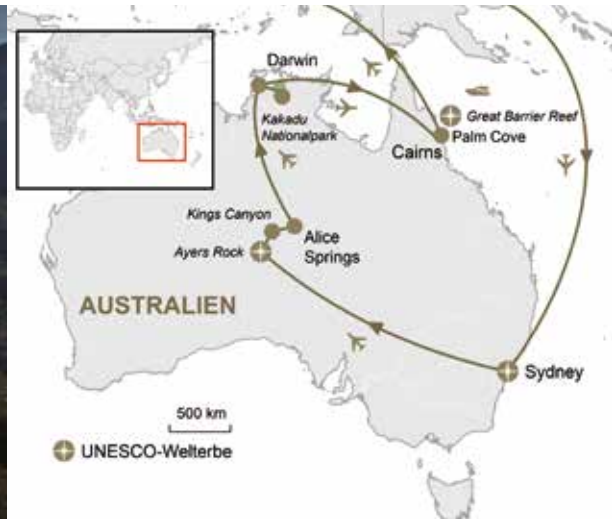 Darwin
Kakadu
Nationalpark
Great Barrier Reef
Palm Cove
Cairns
Kings Canyon
Alice
Springs
Ayers Rock
AUSTRALIEN
Sydney
500 km
UNESCO-Welterbe